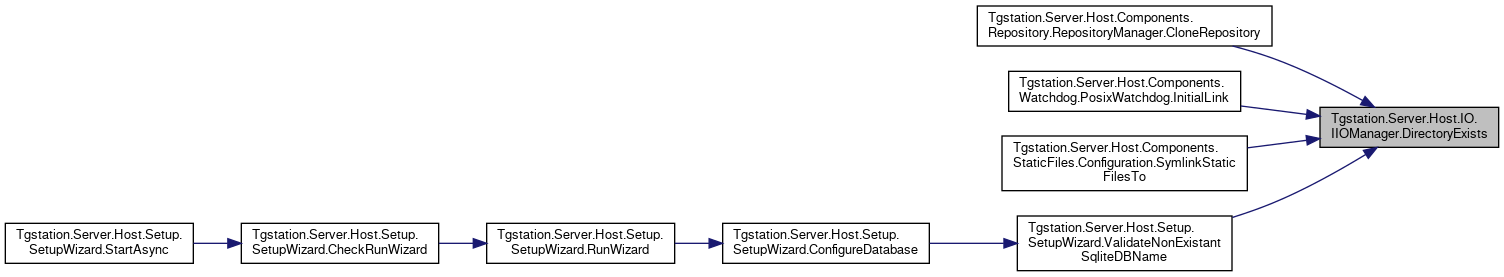 Tgstation.Server.Host.Components.
Repository.RepositoryManager.CloneRepository
Tgstation.Server.Host.Components.
Watchdog.PosixWatchdog.InitialLink
Tgstation.Server.Host.IO.
IIOManager.DirectoryExists
Tgstation.Server.Host.Components.
StaticFiles.Configuration.SymlinkStatic
FilesTo
Tgstation.Server.Host.Setup.
SetupWizard.StartAsync
Tgstation.Server.Host.Setup.
SetupWizard.CheckRunWizard
Tgstation.Server.Host.Setup.
SetupWizard.RunWizard
Tgstation.Server.Host.Setup.
SetupWizard.ConfigureDatabase
Tgstation.Server.Host.Setup.
SetupWizard.ValidateNonExistant
SqliteDBName